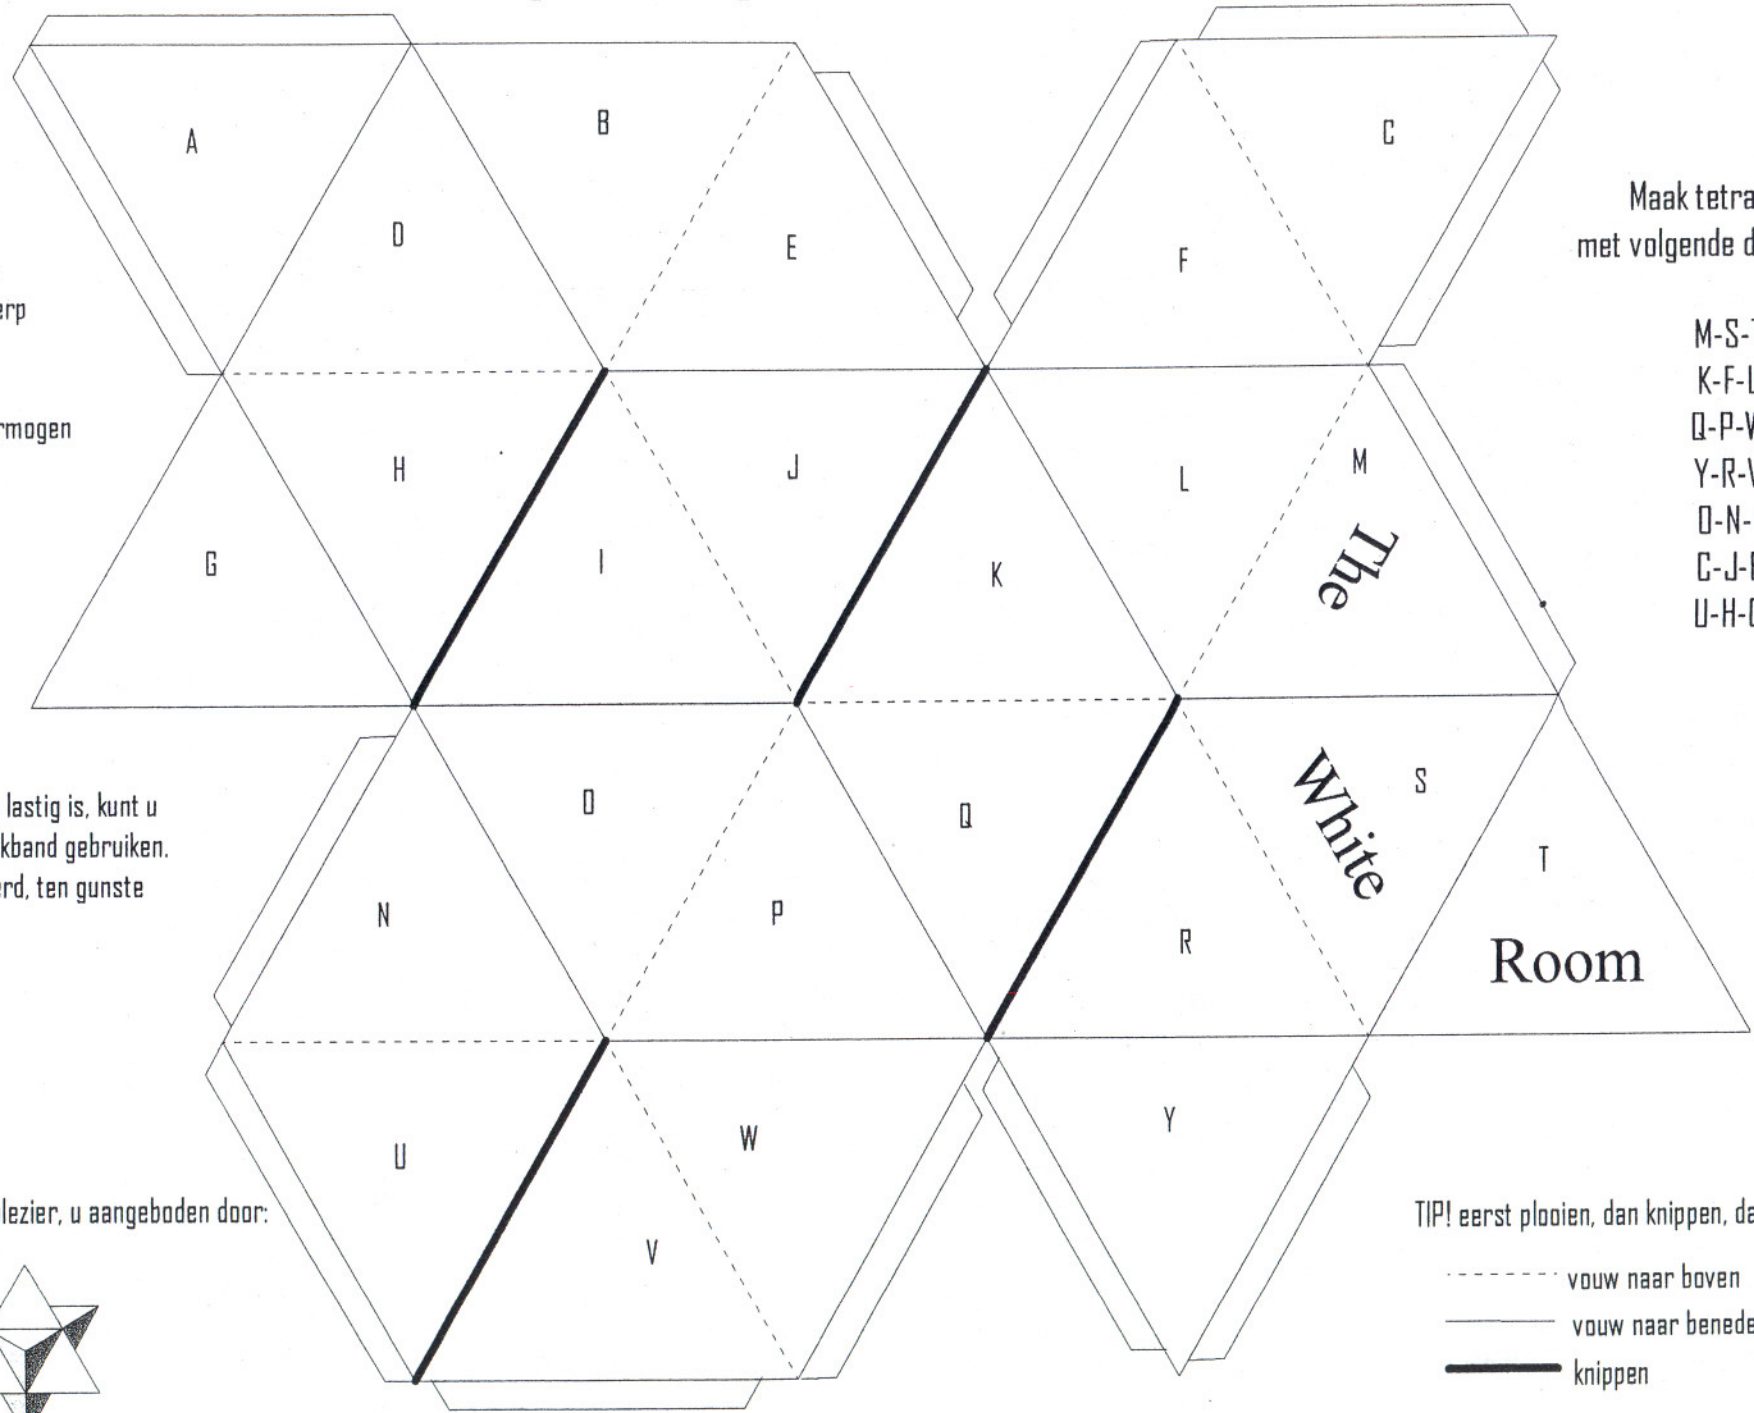 A
B
C
D
E
F
Maak tetra
met volgende d
erp
M-S-
K-F-L
Q-P-
Y-R-
O-N-
C-J-
U-H-
rmogen
H
J
L
M
I
K
G
The
lastig is, kunt u
kband gebruiken.
erd, ten gunste
O
Q
S
White
T
N
P
R
Room
W
Y
U
V
lezier, u aangeboden door:
TIP! eerst plooien, dan knippen, da
vouw naar boven
vouw naar benede
knippen